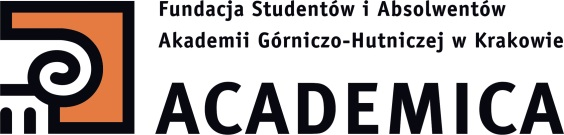 Fundacja Studentów i Absolwentów
Akademii Górniczo-Hutniczej w Krakowie
ACADEMICA